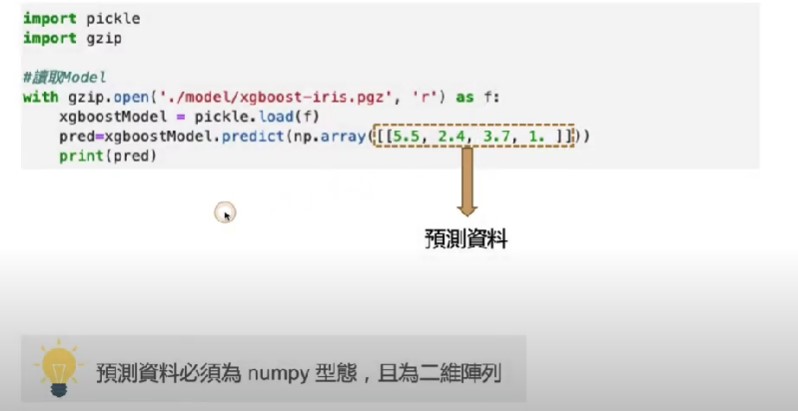 import pickle
import gzip
#讀取Model
with gzip.open('./model/xgboost-iris.pgz', 'r') as f:
    xgboostModel = pickle.load(f)
    pred=xgboostModel.predict(np.array([[5.5, 2.4, 3.7, 1. ]]))
    print(pred)
預測資料
預測資料必須為 numpy 型態，且為二維陣列